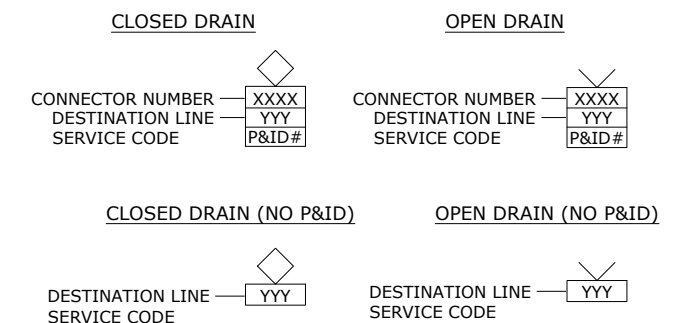 CLOSED DRAIN
CONNECTOR NUMBER XXXX
DESTINATION LINE YYY
SERVICE CODE P&ID#
OPEN DRAIN
CONNECTOR NUMBER XXXX
DESTINATION LINE YYY
SERVICE CODE P&ID#
CLOSED DRAIN (NO P&ID)
DESTINATION LINE YYY
SERVICE CODE
OPEN DRAIN (NO P&ID)
DESTINATION LINE YYY
SERVICE CODE